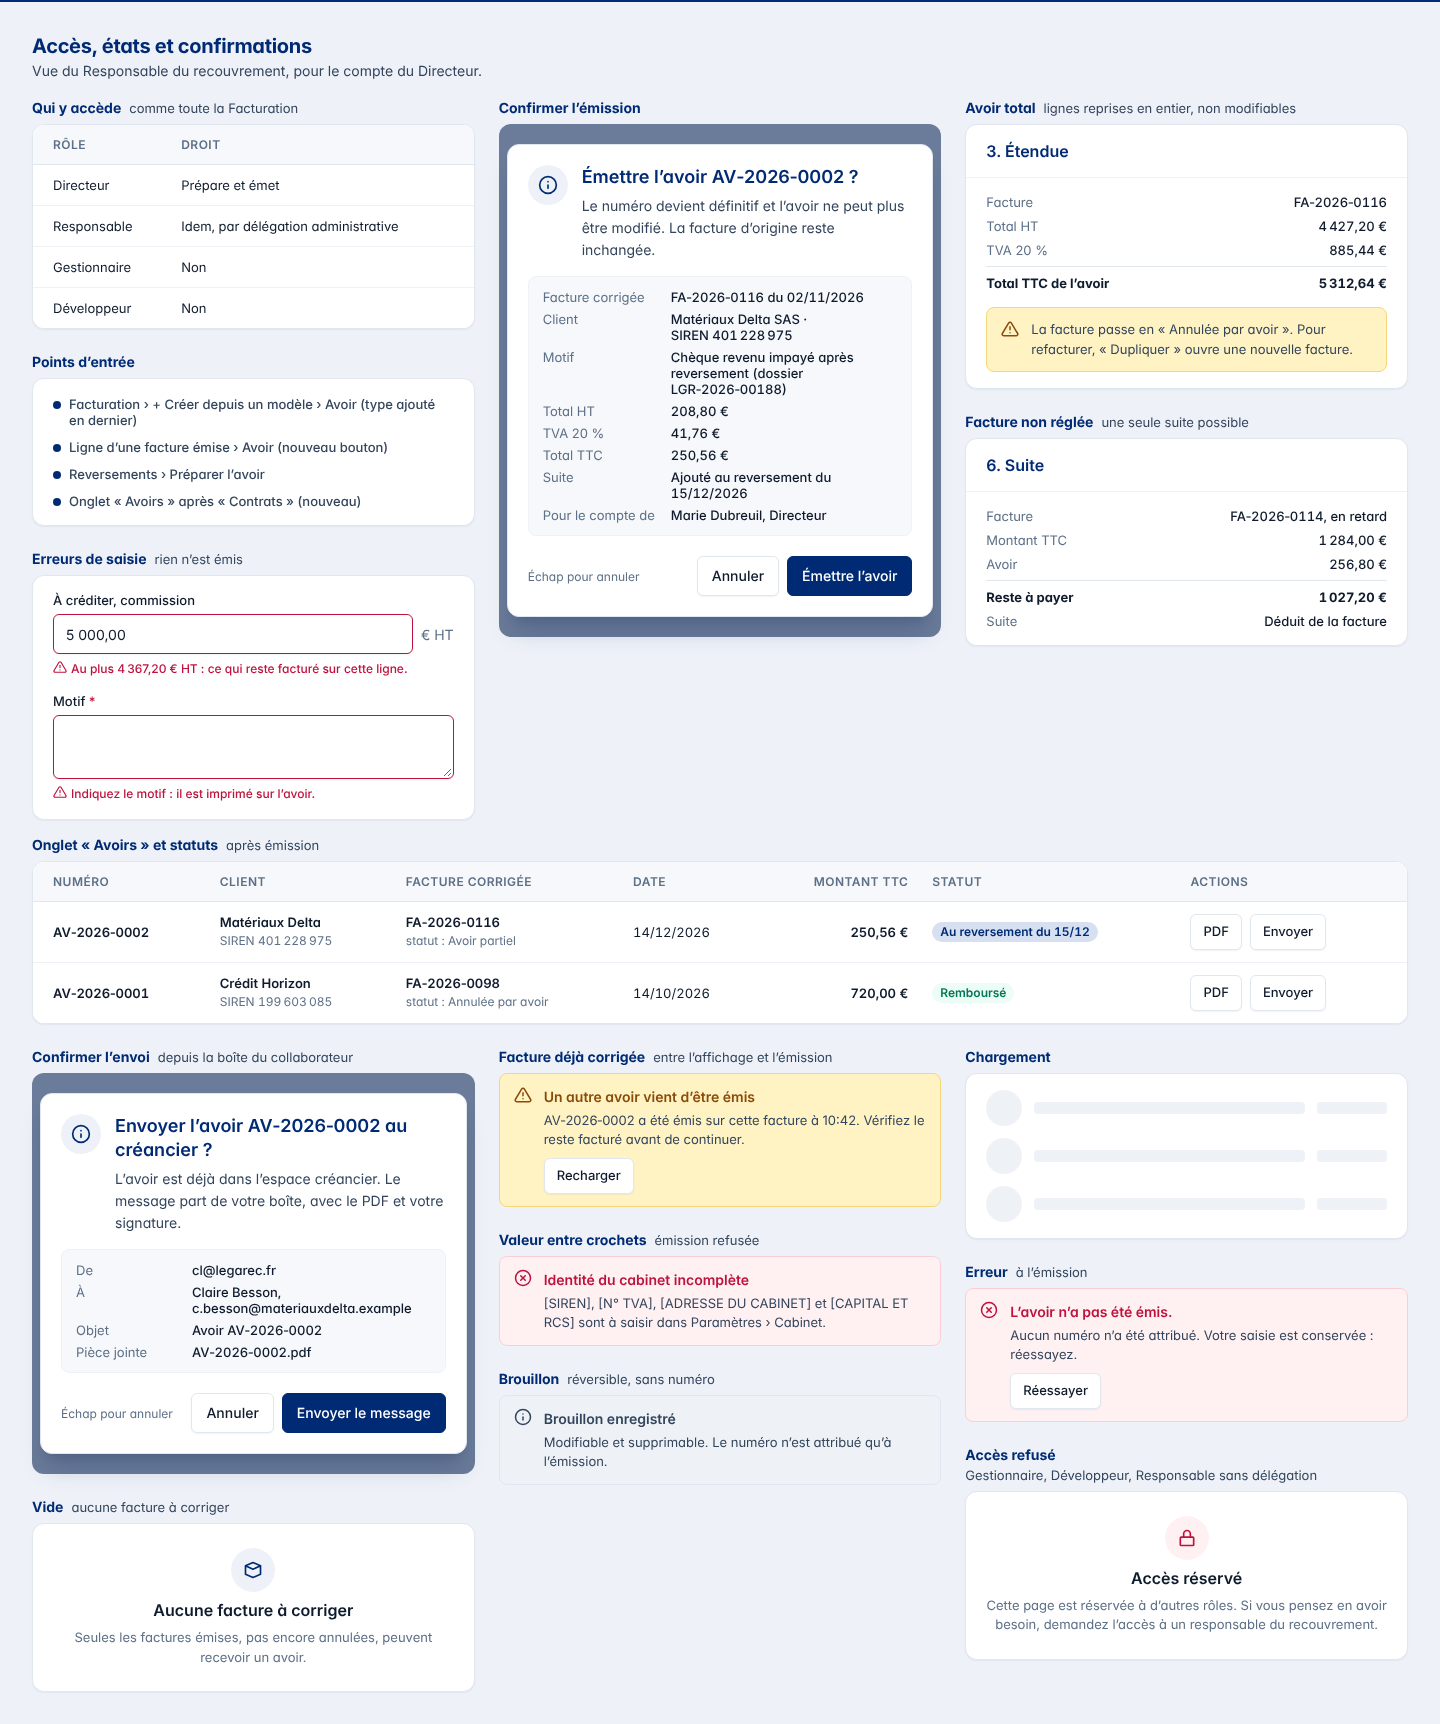 Accès, états et confirmations
Vue du Responsable du recouvrement, pour le compte du Directeur.
Qui y accède comme toute la Facturation
RÔLE DROIT
Directeur Prépare et émet
Responsable Idem, par délégation administrative
Gestionnaire Non
Développeur Non
Points d’entrée
Facturation › + Créer depuis un modèle › Avoir (type ajouté
en dernier)
Ligne d’une facture émise › Avoir (nouveau bouton)
Reversements › Préparer l’avoir
Onglet « Avoirs » après « Contrats » (nouveau)
Erreurs de saisie rien n’est émis
À créditer, commission
5 000,00 € HT
Au plus 4 367,20 € HT : ce qui reste facturé sur cette ligne.
Motif *
Indiquez le motif : il est imprimé sur l’avoir.
Confirmer l’émission
Émettre l’avoir AV-2026-0002 ?
Le numéro devient définitif et l’avoir ne peut plus
être modifié. La facture d’origine reste
inchangée.
Facture corrigée FA-2026-0116 du 02/11/2026
Client Matériaux Delta SAS ·
SIREN 401 228 975
Motif Chèque revenu impayé après
reversement (dossier
LGR-2026-00188)
Total HT 208,80 €
TVA 20 % 41,76 €
Total TTC 250,56 €
Suite Ajouté au reversement du
15/12/2026
Pour le compte de Marie Dubreuil, Directeur
Échap pour annuler Annuler Émettre l’avoir
Avoir total lignes reprises en entier, non modifiables
3. Étendue
Facture FA-2026-0116
Total HT 4 427,20 €
TVA 20 % 885,44 €
Total TTC de l’avoir 5 312,64 €
La facture passe en « Annulée par avoir ». Pour
refacturer, « Dupliquer » ouvre une nouvelle facture.
Facture non réglée une seule suite possible
6. Suite
Facture FA-2026-0114, en retard
Montant TTC 1 284,00 €
Avoir 256,80 €
Reste à payer 1 027,20 €
Suite Déduit de la facture
Onglet « Avoirs » et statuts après émission
NUMÉRO CLIENT FACTURE CORRIGÉE DATE MONTANT TTC STATUT ACTIONS
AV-2026-0002 Matériaux Delta FA-2026-0116 14/12/2026 250,56 € Au reversement du 15/12 PDF Envoyer
SIREN 401 228 975 statut : Avoir partiel
AV-2026-0001 Crédit Horizon FA-2026-0098 14/10/2026 720,00 € Remboursé PDF Envoyer
SIREN 199 603 085 statut : Annulée par avoir
Confirmer l’envoi depuis la boîte du collaborateur
Envoyer l’avoir AV-2026-0002 au
créancier ?
L’avoir est déjà dans l’espace créancier. Le
message part de votre boîte, avec le PDF et votre
signature.
De cl@legarec.fr
À Claire Besson,
c.besson@materiauxdelta.example
Objet Avoir AV-2026-0002
Pièce jointe AV-2026-0002.pdf
Échap pour annuler Annuler Envoyer le message
Vide aucune facture à corriger
Aucune facture à corriger
Seules les factures émises, pas encore annulées, peuvent
recevoir un avoir.
Facture déjà corrigée entre l’affichage et l’émission
Un autre avoir vient d’être émis
AV-2026-0002 a été émis sur cette facture à 10:42. Vérifiez le
reste facturé avant de continuer.
Recharger
Valeur entre crochets émission refusée
Identité du cabinet incomplète
[SIREN], [N° TVA], [ADRESSE DU CABINET] et [CAPITAL ET
RCS] sont à saisir dans Paramètres › Cabinet.
Brouillon réversible, sans numéro
Brouillon enregistré
Modifiable et supprimable. Le numéro n’est attribué qu’à
l’émission.
Chargement
Erreur à l’émission
L’avoir n’a pas été émis.
Aucun numéro n’a été attribué. Votre saisie est conservée :
réessayez.
Réessayer
Accès refusé
Gestionnaire, Développeur, Responsable sans délégation
Accès réservé
Cette page est réservée à d’autres rôles. Si vous pensez en avoir
besoin, demandez l’accès à un responsable du recouvrement.